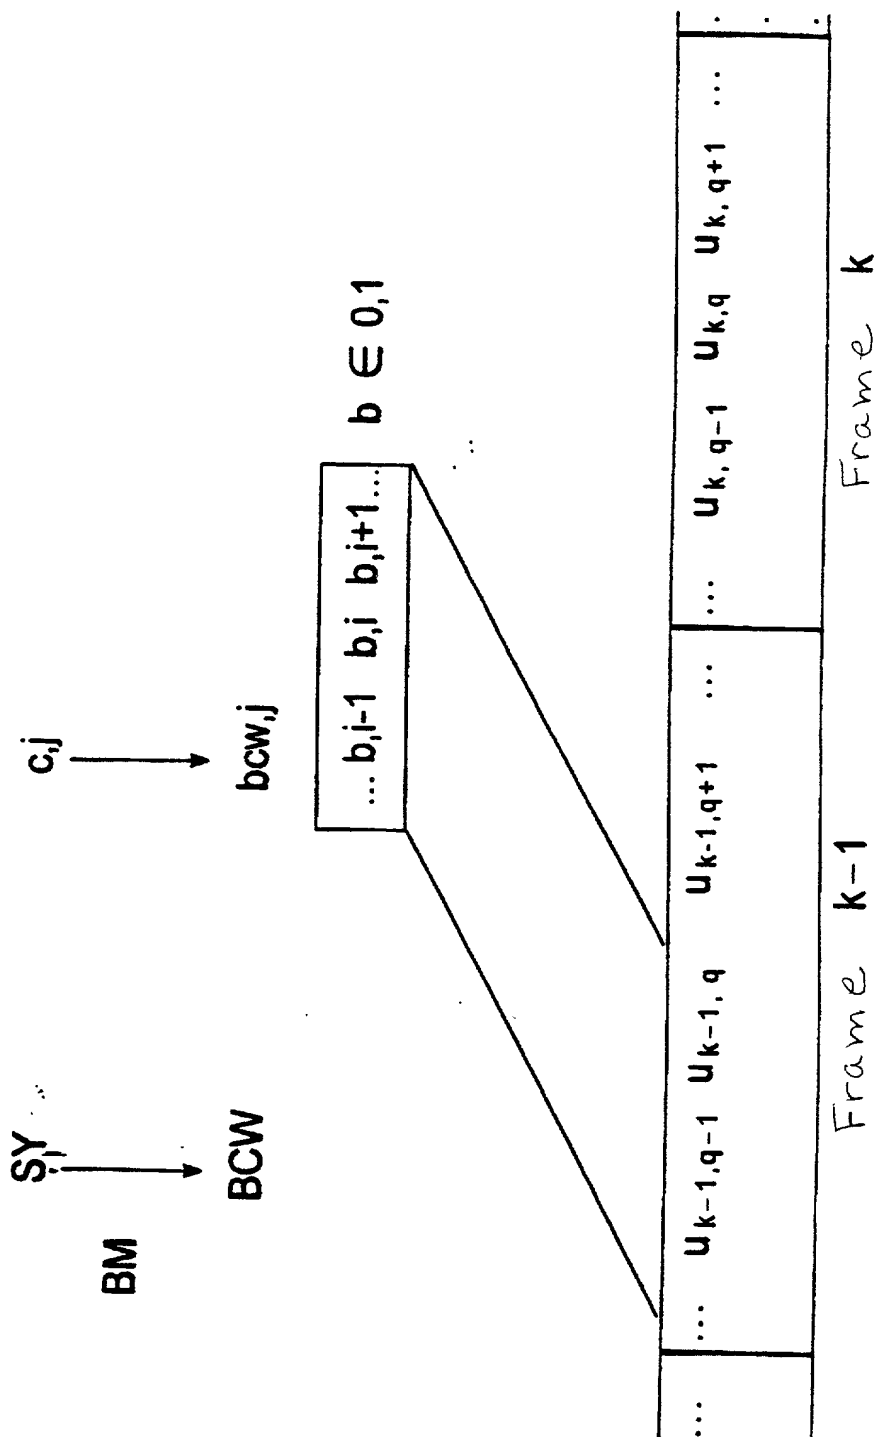 SY
c,j
BM
BCW
bcw,j
... b,i-1 b,i b,i+1... b ∈ 0,1
... ... u k-1,q-1 u k-1, q u k-1,q+1 ... ... u k, q-1 u k,q u k, q+1 ... . . .
Frame k-1 Frame k